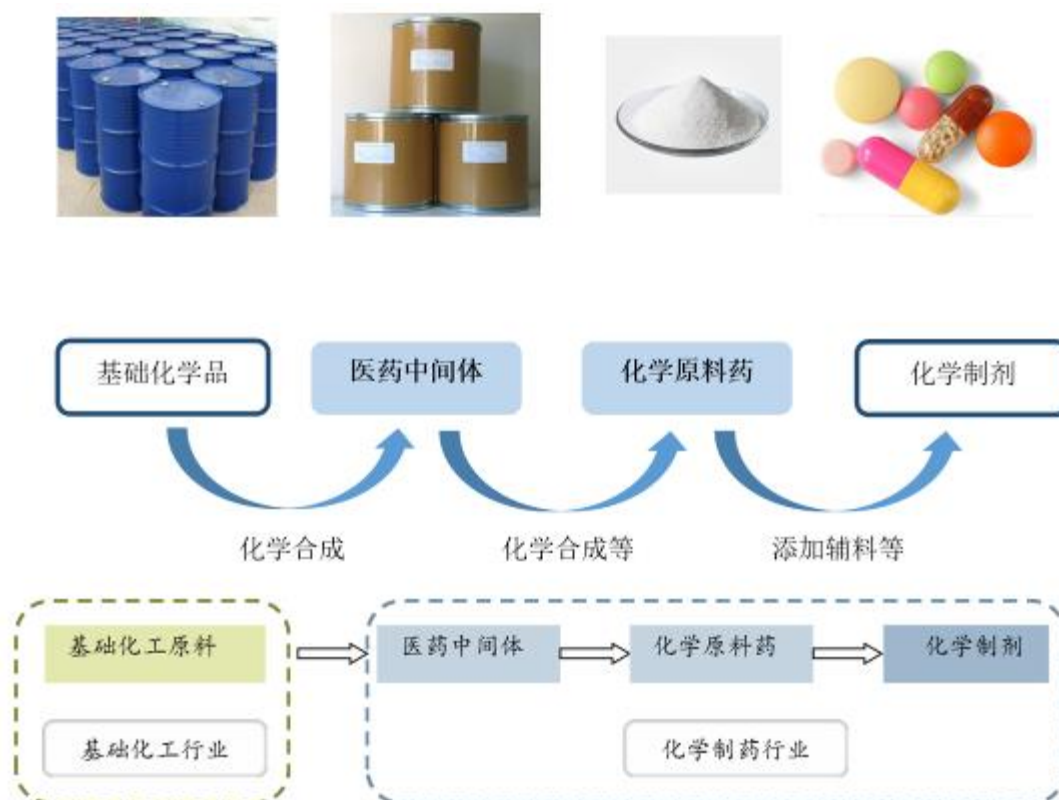 基础化学品
医药中间体
化学原料药
化学制剂
化学合成
化学合成等
添加辅料等
基础化工原料
医药中间体
化学原料药
化学制剂
基础化工行业
化学制药行业